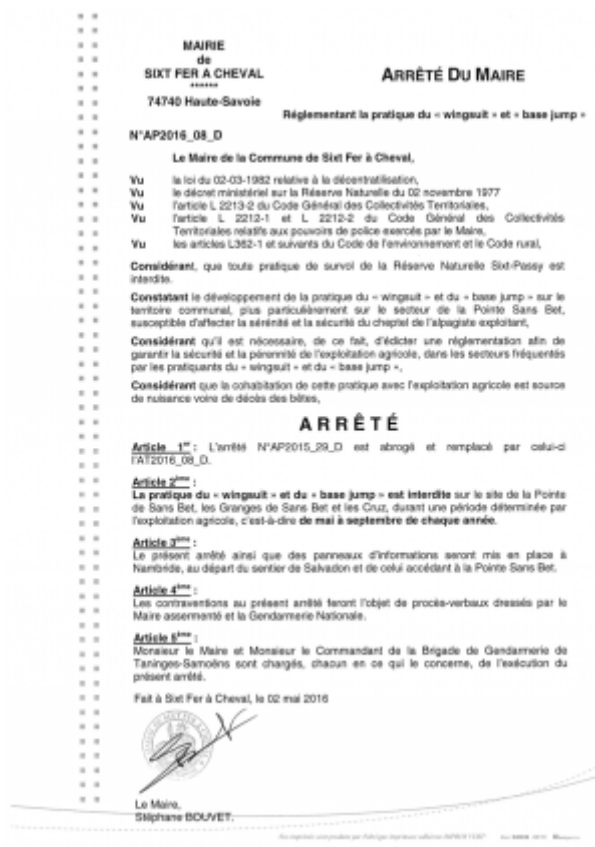 MAIRIE
de
SIXT FER A CHEVAL
******
74740 Haute-Savoie
ARRÊTÉ DU MAIRE
Réglementant la pratique du « wingsuit » et « base jump »
N°AP2016_08_D
Le Maire de la Commune de Sixt Fer à Cheval,
Vu la loi du 02-03-1982 relative à la décentratilisation,
Vu le décret ministériel sur la Réserve Naturelle du 02 novembre 1977
Vu l'article L 2213-2 du Code Général des Collectivités Territoriales,
Vu l'article L 2212-1 et L 2212-2 du Code Général des Collectivités
Territoriales relatifs aux pouvoirs de police exercés par le Maire,
Vu les articles L362-1 et suivants du Code de l'environnement et le Code rural,
Considérant, que toute pratique de survol de la Réserve Naturelle Sixt-Passy est
interdite.
Constatant le développement de la pratique du « wingsuit » et du « base jump » sur le
territoire communal, plus particulièrement sur le secteur de la Pointe Sans Bet,
susceptible d'affecter la sérénité et la sécurité du cheptel de l'alpagiste exploitant,
Considérant qu'il est nécessaire, de ce fait, d'édicter une réglementation afin de
garantir la sécurité et la pérennité de l'exploitation agricole, dans les secteurs fréquentés
par les pratiquants du « wingsuit » et du « base jump »,
Considérant que la cohabitation de cette pratique avec l'exploitation agricole est source
de nuisance voire de décès des bêtes,
ARRÊTÉ
Article 1er : L'arrêté N°AP2015_29_D est abrogé et remplacé par celui-ci
l'AT2016_08_D.
Article 2ème :
La pratique du « wingsuit » et du « base jump » est interdite sur le site de la Pointe
de Sans Bet, les Granges de Sans Bet et les Cruz, durant une période déterminée par
l'exploitation agricole, c'est-à-dire de mai à septembre de chaque année.
Article 3ème :
Le présent arrêté ainsi que des panneaux d'informations seront mis en place à
Nambride, au départ du sentier de Salvadon et de celui accédant à la Pointe Sans Bet.
Article 4ème :
Les contraventions au présent arrêté feront l'objet de procès-verbaux dressés par le
Maire assermenté et la Gendarmerie Nationale.
Article 5ème :
Monsieur le Maire et Monsieur le Commandant de la Brigade de Gendarmerie de
Taninges-Samoëns sont chargés, chacun en ce qui le concerne, de l'exécution du
présent arrêté.
Fait à Sixt Fer à Cheval, le 02 mai 2016
Le Maire,
Stéphane BOUVET.